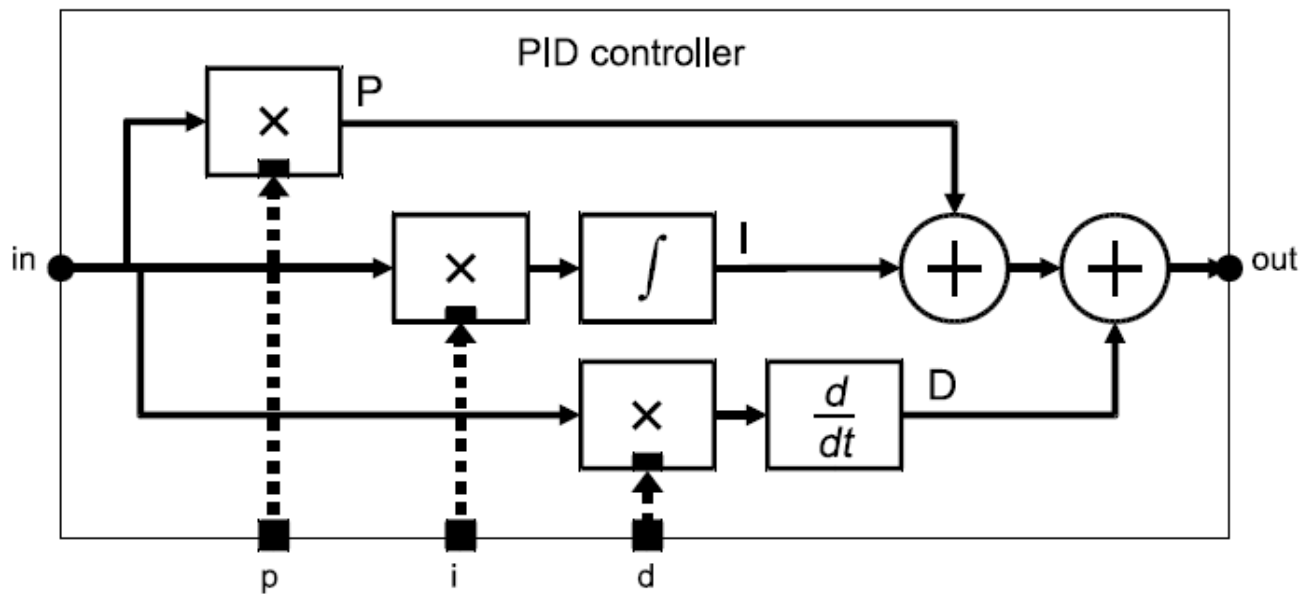 PID controller
× P
in × ∫ I + + out
× d/dt D
p i d